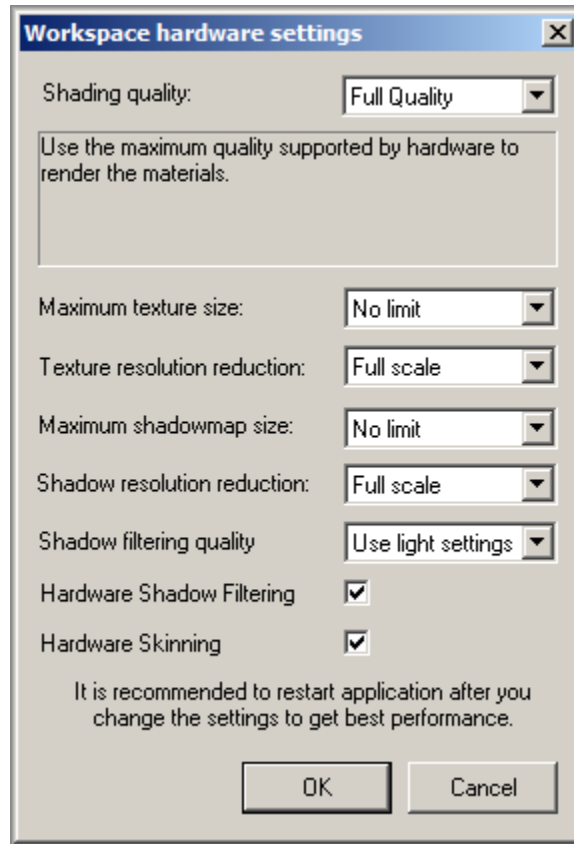 Workspace hardware settings
Shading quality: Full Quality
Use the maximum quality supported by hardware to
render the materials.
Maximum texture size: No limit
Texture resolution reduction: Full scale
Maximum shadowmap size: No limit
Shadow resolution reduction: Full scale
Shadow filtering quality Use light settings
Hardware Shadow Filtering
Hardware Skinning
It is recommended to restart application after you
change the settings to get best performance.
OK Cancel